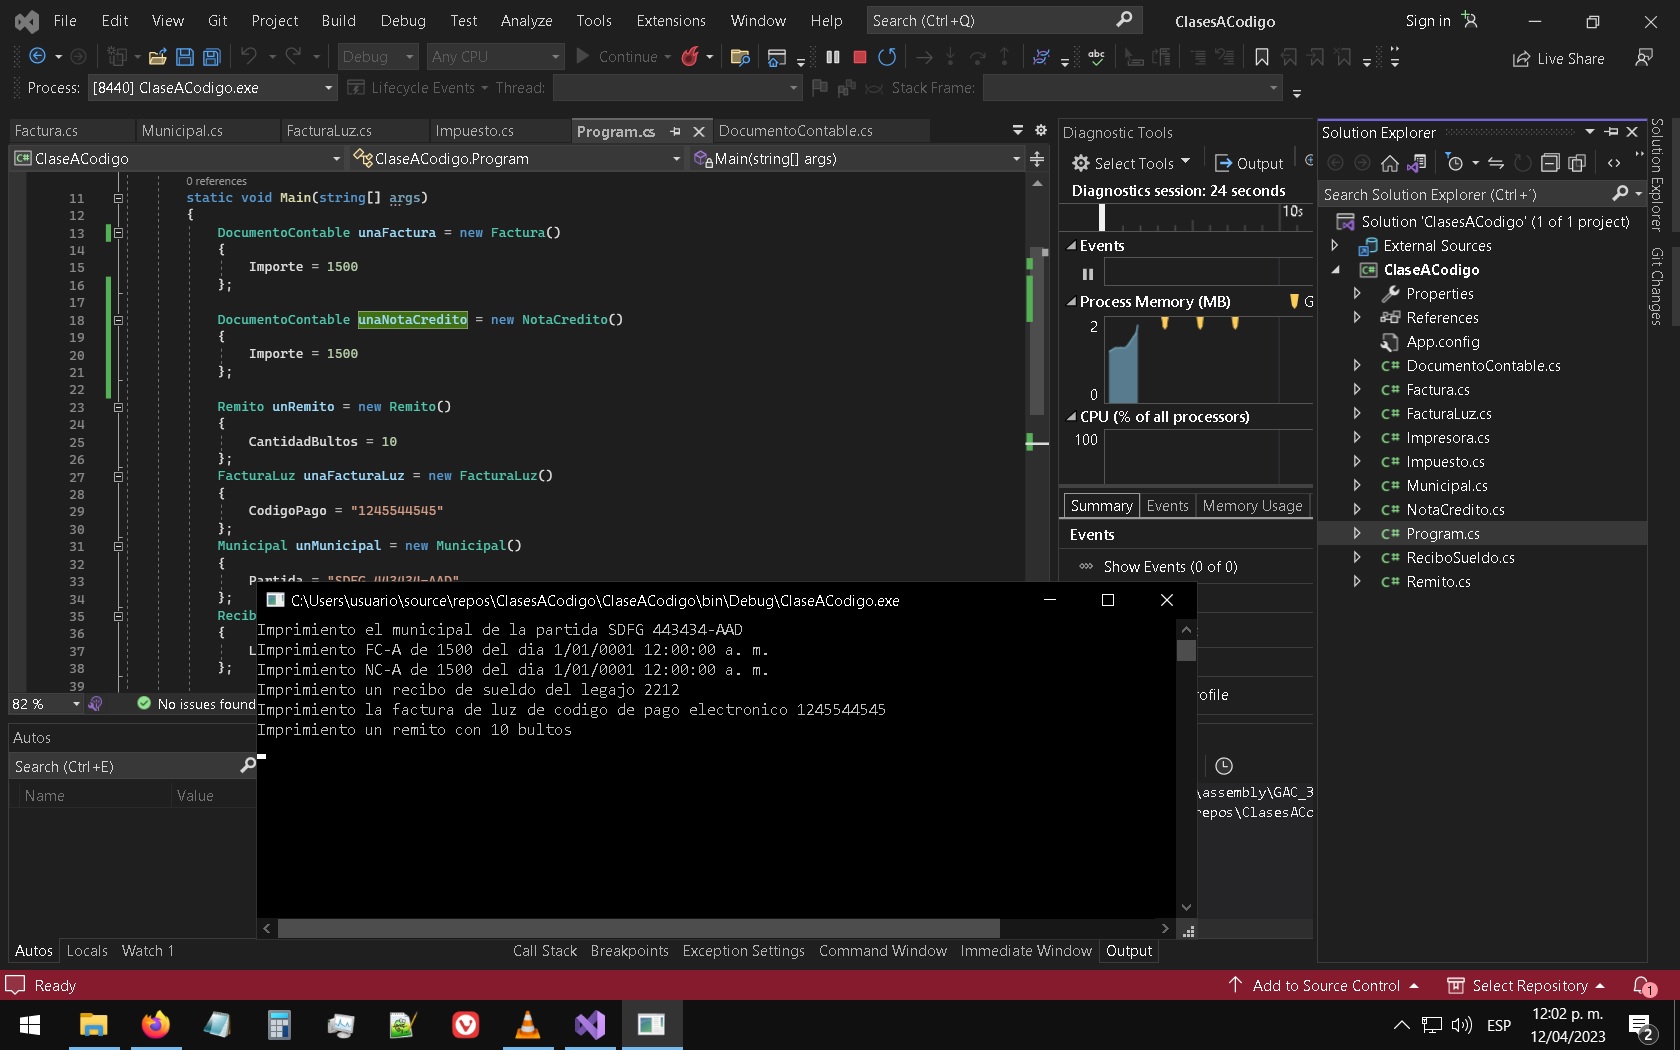 File Edit View Git Project Build Debug Test Analyze Tools Extensions Window Help Search (Ctrl+Q) ClasesACodigo Sign in
Debug Any CPU Continue Live Share
Process: [8440] ClaseACodigo.exe Lifecycle Events Thread: Stack Frame:
Factura.cs Municipal.cs FacturaLuz.cs Impuesto.cs Program.cs DocumentoContable.cs
ClaseACodigo ClaseACodigo.Program Main(string[] args)
0 references
11 static void Main(string[] args)
12 {
13 DocumentoContable unaFactura = new Factura()
14 {
15 Importe = 1500
16 };
17
18 DocumentoContable unaNotaCredito = new NotaCredito()
19 {
20 Importe = 1500
21 };
22
23 Remito unRemito = new Remito()
24 {
25 CantidadBultos = 10
26 };
27 FacturaLuz unaFacturaLuz = new FacturaLuz()
28 {
29 CodigoPago = "1245544545"
30 };
31 Municipal unMunicipal = new Municipal()
32 {
33 Partida = "SDFG 443434-AAD"
34 };
35 Recib
36 {
37 L
38 };
39
82 % No issues found
Autos
Search (Ctrl+E)
Name Value
Autos Locals Watch 1
C:\Users\usuario\source\repos\ClasesACodigo\ClaseACodigo\bin\Debug\ClaseACodigo.exe
Imprimiento el municipal de la partida SDFG 443434-AAD
Imprimiento FC-A de 1500 del dia 1/01/0001 12:00:00 a. m.
Imprimiento NC-A de 1500 del dia 1/01/0001 12:00:00 a. m.
Imprimiento un recibo de sueldo del legajo 2212
Imprimiento la factura de luz de codigo de pago electronico 1245544545
Imprimiento un remito con 10 bultos
Call Stack Breakpoints Exception Settings Command Window Immediate Window Output
Diagnostic Tools
Select Tools Output
Diagnostics session: 24 seconds
10s
Events
Process Memory (MB) G
2
0
CPU (% of all processors)
100
Summary Events Memory Usage
Events
Show Events (0 of 0)
ofile
\assembly\GAC_3
repos\ClasesACo
Solution Explorer
Search Solution Explorer (Ctrl+´)
Solution 'ClasesACodigo' (1 of 1 project)
External Sources
ClaseACodigo
Properties
References
App.config
C# DocumentoContable.cs
C# Factura.cs
C# FacturaLuz.cs
C# Impresora.cs
C# Impuesto.cs
C# Municipal.cs
C# NotaCredito.cs
C# Program.cs
C# ReciboSueldo.cs
C# Remito.cs
Solution Explorer
Git Changes
Ready Add to Source Control Select Repository 1
ESP 12:02 p. m.
12/04/2023
2